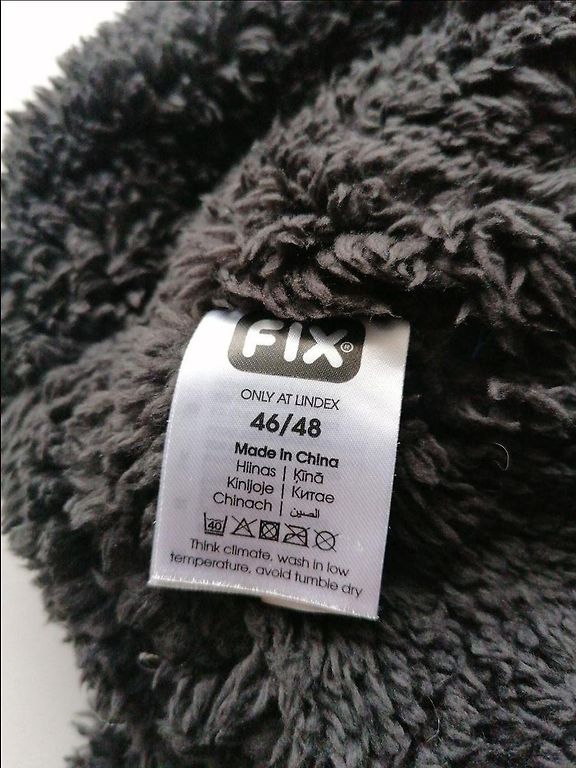 FIX®
ONLY AT LINDEX
46/48
Made in China
Hiinas | Ķīnā
Kinijoje | Китае
Chinach | الصين
40
Think climate, wash in low
temperature, avoid tumble dry